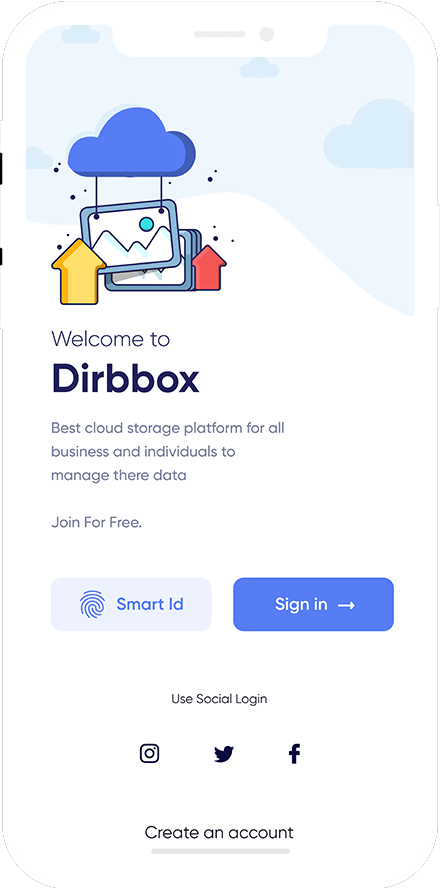 Welcome to
Dirbbox
Best cloud storage platform for all
business and individuals to
manage there data
Join For Free.
Smart Id
Sign in →
Use Social Login
Create an account